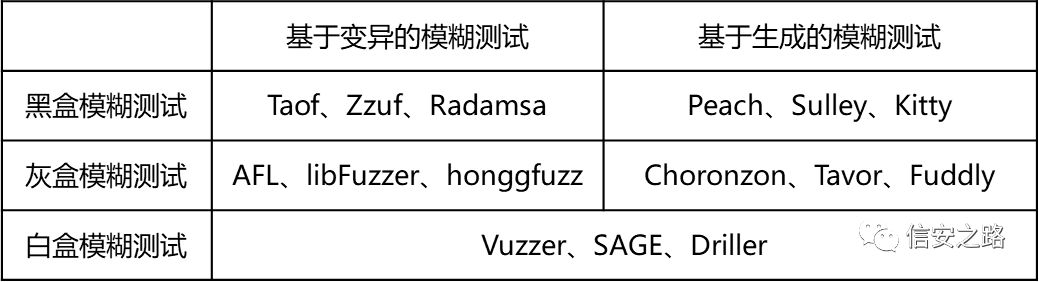 基于变异的模糊测试 基于生成的模糊测试
黑盒模糊测试 Taof、Zzuf、Radamsa Peach、Sulley、Kitty
灰盒模糊测试 AFL、libFuzzer、honggfuzz Choronzon、Tavor、Fuddly
白盒模糊测试 Vuzzer、SAGE、Driller
信安之路